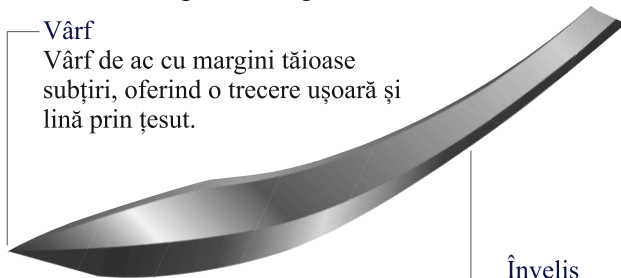 Vârf
Vârf de ac cu margini tăioase
subțiri, oferind o trecere ușoară și
lină prin țesut.
Înveliș